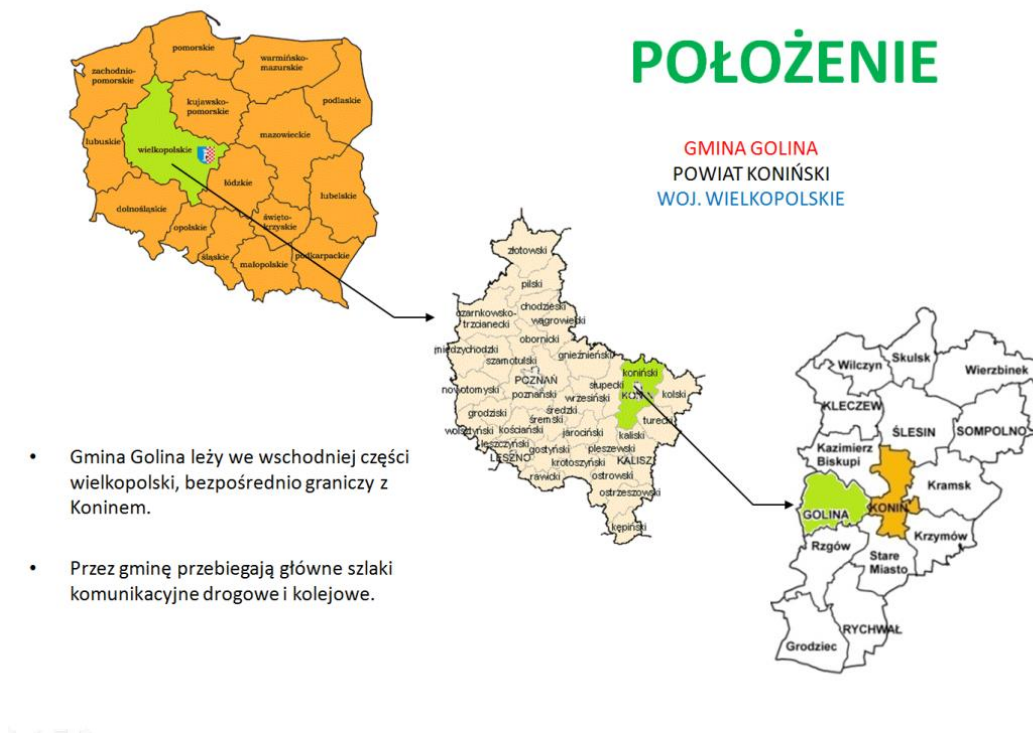 POŁOŻENIE
GMINA GOLINA
POWIAT KONIŃSKI
WOJ. WIELKOPOLSKIE
pomorskie
zachodnio-
pomorskie
warmińsko-
mazurskie
podlaskie
kujawsko-
pomorskie
mazowieckie
lubuskie
wielkopolskie
łódzkie
lubelskie
dolnośląskie
opolskie
święto-
krzyskie
śląskie
małopolskie
podkarpackie
złotowski
pilski
chodzieski
czarnkowsko-
trzcianecki
wągrowiecki
obornicki
międzychodzki
szamotulski
gnieźnieński
koniński
POZNAŃ
słupecki
nowotomyski
poznański
wrzesiński
kolski
grodziski
średzki
śremski
turecki
wolsztyński
kościański
jarociński
kaliski
leszczyński
gostyński
pleszewski
LESZNO
krotoszyński
KALISZ
rawicki
ostrowski
ostrzeszowski
kępiński
Wilczyn
Skulsk
Wierzbinek
KLECZEW
ŚLESIN
SOMPOLNO
Kazimierz
Biskupi
Kramsk
GOLINA
KONIN
Krzymów
Rzgów
Stare
Miasto
RYCHWAŁ
Grodziec
• Gmina Golina leży we wschodniej części
wielkopolski, bezpośrednio graniczy z
Koninem.
• Przez gminę przebiegają główne szlaki
komunikacyjne drogowe i kolejowe.